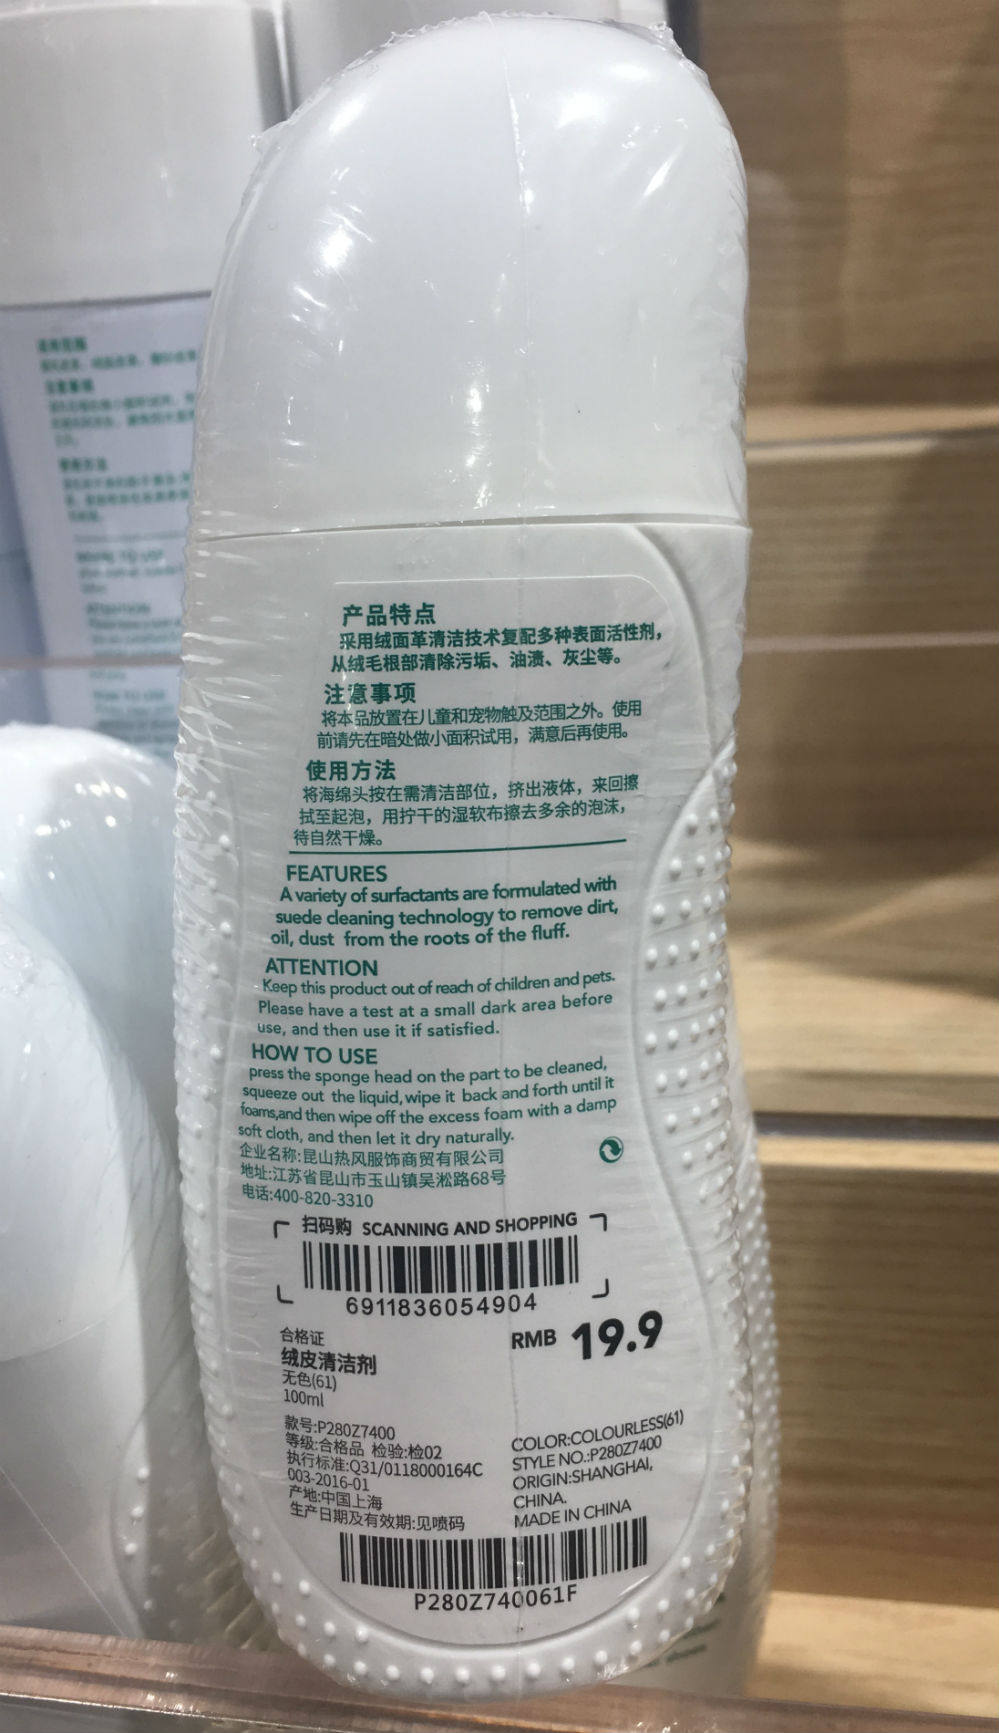 产品特点
采用绒面革清洁技术复配多种表面活性剂，
从绒毛根部清除污垢、油渍、灰尘等。
注意事项
将本品放置在儿童和宠物触及范围之外。使用
前请先在暗处做小面积试用，满意后再使用。
使用方法
将海绵头按在需清洁部位，挤出液体，来回擦
拭至起泡，用拧干的湿软布擦去多余的泡沫，
待自然干燥。
FEATURES
A variety of surfactants are formulated with
suede cleaning technology to remove dirt,
oil, dust from the roots of the fluff.
ATTENTION
Keep this product out of reach of children and pets.
Please have a test at a small dark area before
use, and then use it if satisfied.
HOW TO USE
press the sponge head on the part to be cleaned,
squeeze out the liquid,wipe it back and forth until it
foams,and then wipe off the excess foam with a damp
soft cloth, and then let it dry naturally.
企业名称:昆山热风服饰商贸有限公司
地址:江苏省昆山市玉山镇吴淞路68号
电话:400-820-3310
扫码购 SCANNING AND SHOPPING
6911836054904
RMB 19.9
合格证
绒皮清洁剂
无色(61)
100ml
款号:P280Z7400
等级:合格品 检验:检02
执行标准:Q31/0118000164C
003-2016-01
产地:中国上海
生产日期及有效期:见喷码
COLOR:COLOURLESS(61)
STYLE NO.:P280Z7400
ORIGIN:SHANGHAI,
CHINA.
MADE IN CHINA
P280Z740061F